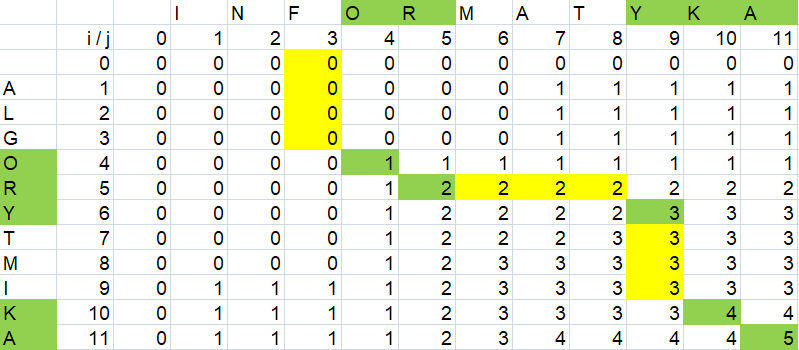 I N F O R M A T Y K A
i / j 0 1 2 3 4 5 6 7 8 9 10 11
0 0 0 0 0 0 0 0 0 0 0 0 0
A 1 0 0 0 0 0 0 0 1 1 1 1 1
L 2 0 0 0 0 0 0 0 1 1 1 1 1
G 3 0 0 0 0 0 0 0 1 1 1 1 1
O 4 0 0 0 0 1 1 1 1 1 1 1 1
R 5 0 0 0 0 1 2 2 2 2 2 2 2
Y 6 0 0 0 0 1 2 2 2 2 3 3 3
T 7 0 0 0 0 1 2 2 2 3 3 3 3
M 8 0 0 0 0 1 2 3 3 3 3 3 3
I 9 0 1 1 1 1 2 3 3 3 3 3 3
K 10 0 1 1 1 1 2 3 3 3 3 4 4
A 11 0 1 1 1 1 2 3 4 4 4 4 5